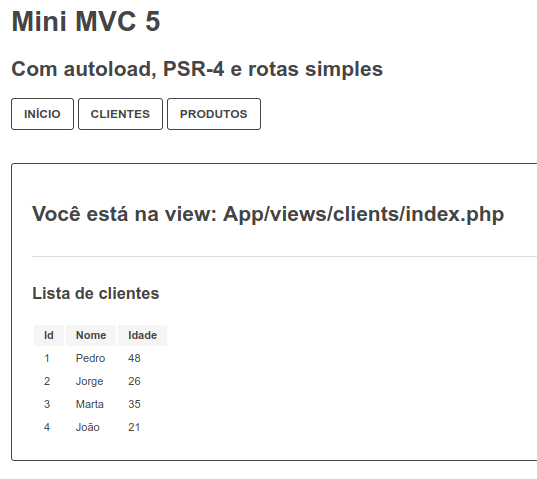 Mini MVC 5
Com autoload, PSR-4 e rotas simples
INÍCIO CLIENTES PRODUTOS
Você está na view: App/views/clients/index.php
Lista de clientes
Id Nome Idade
1 Pedro 48
2 Jorge 26
3 Marta 35
4 João 21